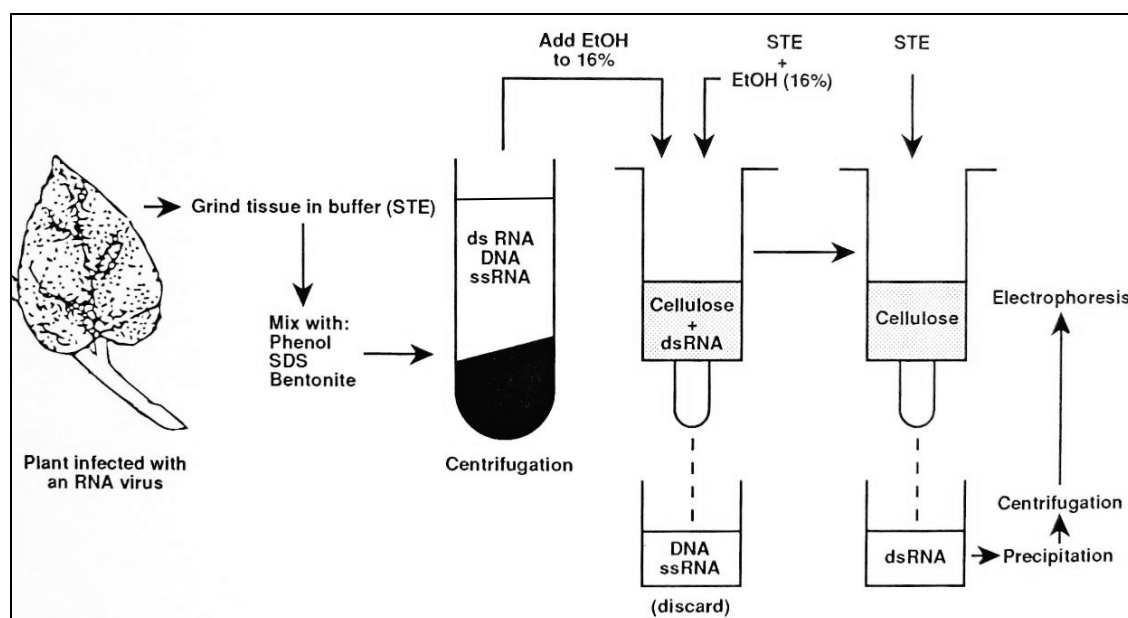 Plant infected with
an RNA virus
Grind tissue in buffer (STE)
Mix with:
Phenol
SDS
Bentonite
ds RNA
DNA
ssRNA
Centrifugation
Add EtOH
to 16%
STE
+
EtOH (16%)
Cellulose
+
dsRNA
DNA
ssRNA
(discard)
STE
Cellulose
dsRNA
Precipitation
Centrifugation
Electrophoresis